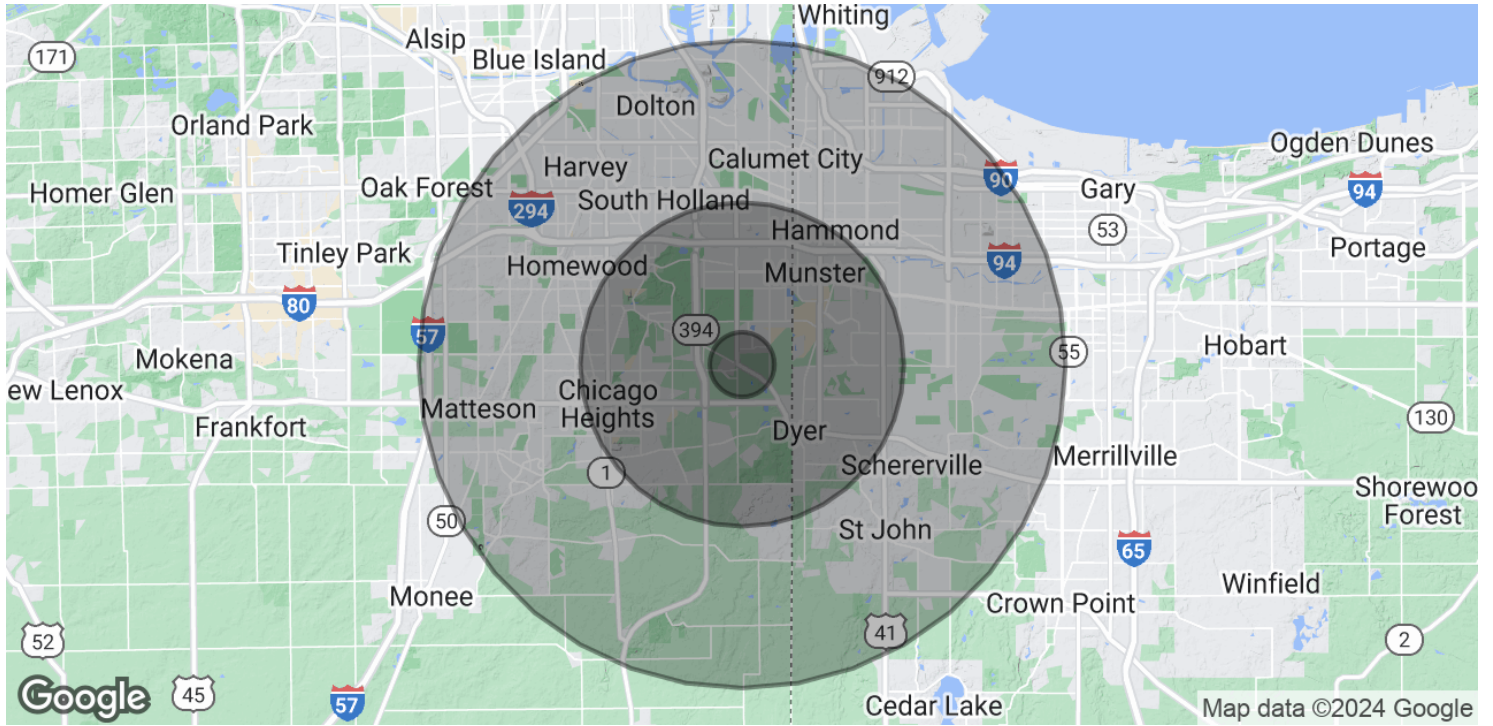 Whiting
Alsip
171
Blue Island
912
Dolton
Orland Park
Ogden Dunes
Calumet City
Harvey
90
Gary
94
Homer Glen
Oak Forest
294
South Holland
53
Hammond
Tinley Park
Portage
Homewood
Munster
94
80
57
394
55
Hobart
Mokena
ew Lenox
Chicago
Heights
Matteson
130
Frankfort
Dyer
Merrillville
Schererville
1
Shorewoo
Forest
50
St John
65
Winfield
Monee
Crown Point
52
41
2
Google
45
57
Cedar Lake
Map data ©2024 Google